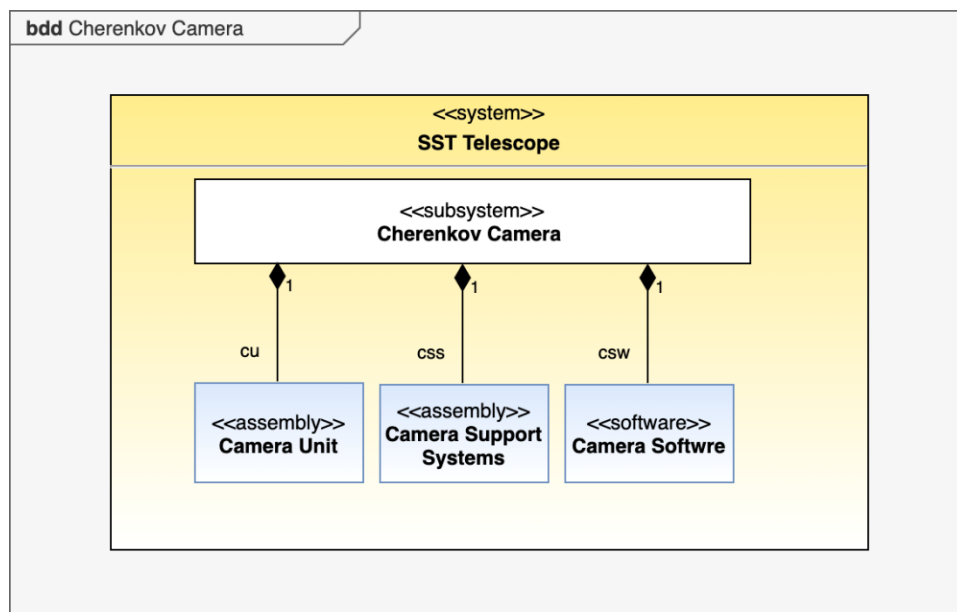 bdd Cherenkov Camera
<<system>>
SST Telescope
<<subsystem>>
Cherenkov Camera
1 1 1
cu css csw
<<assembly>> <<assembly>> <<software>>
Camera Unit Camera Support Camera Softwre
Systems